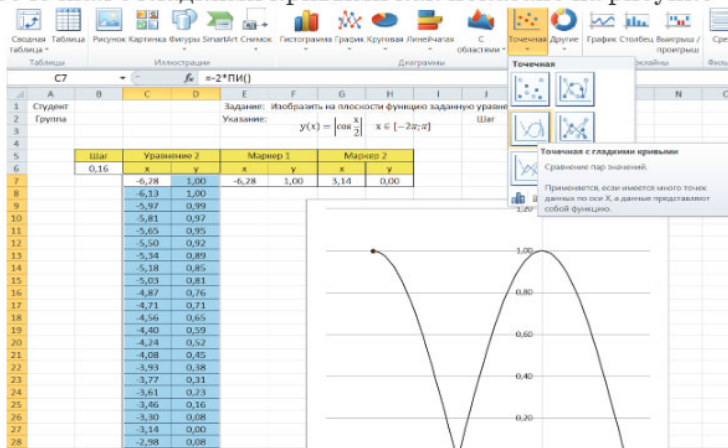 Сводная Таблица Рисунок Картинка Фигуры SmartArt Снимок Гистограмма График Круговая Линейчатая С Точечная Другие График Столбец Выигрыш /
таблица областями проигрыш
Таблицы Иллюстрации Диаграммы
C7 fx =-2*ПИ()
Точечная
A B C D E F G H I J N
1 Студент Задание: Изобразить на плоскости функцию заданную
2 Группа Указание: y(x) = |cos x/2| x ∈ [−2π;π] Шаг
3
4
Точечная с гладкими кривыми
Сравнение пар значений.
Применяется, если имеется много точек
данных по оси X, а данные представляют
собой функцию.
5 Шаг Уравнение 2 Маркер 1 Маркер 2
6 0,16 x y x y x y
7 -6,28 1,00 -6,28 1,00 3,14 0,00
8 -6,13 1,00
9 -5,97 0,99
10 -5,81 0,97
11 -5,65 0,95
12 -5,50 0,92
13 -5,34 0,89
14 -5,18 0,85
15 -5,03 0,81
16 -4,87 0,76
17 -4,71 0,71
18 -4,56 0,65
19 -4,40 0,59
20 -4,24 0,52
21 -4,08 0,45
22 -3,93 0,38
23 -3,77 0,31
24 -3,61 0,23
25 -3,46 0,16
26 -3,30 0,08
27 -3,14 0,00
28 -2,98 0,08
1,20
1,00
0,80
0,60
0,40
0,20